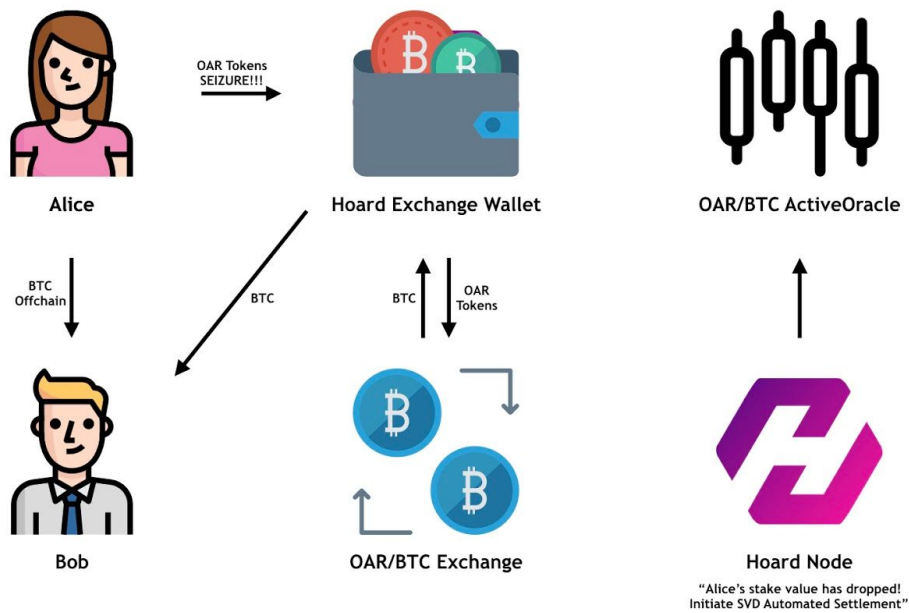 OAR Tokens
SEIZURE!!!
Alice
Hoard Exchange Wallet
OAR/BTC ActiveOracle
BTC
Offchain
BTC
BTC
OAR
Tokens
Bob
OAR/BTC Exchange
Hoard Node
“Alice’s stake value has dropped!
Initiate SVD Automated Settlement”